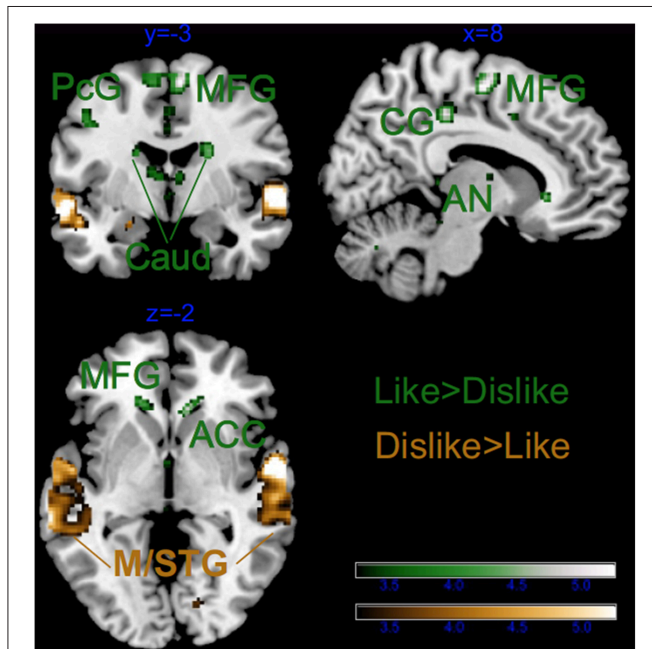 y=-3
x=8
PcG
MFG
MFG
CG
AN
Caud
z=-2
MFG
ACC
Like>Dislike
Dislike>Like
M/STG
3.5 4.0 4.5 5.0
3.5 4.0 4.5 5.0